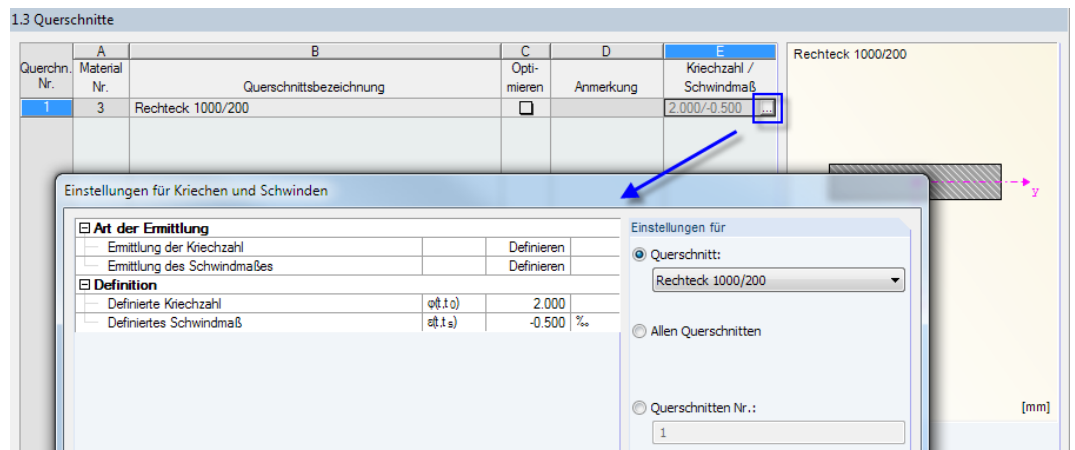 1.3 Querschnitte
A B C D E
Querchn. Nr. Material Nr. Querschnittsbezeichnung Opti- mieren Anmerkung Kriechzahl / Schwindmaß
1 3 Rechteck 1000/200 2.000/-0.500 ...
Rechteck 1000/200
y
[mm]
Einstellungen für Kriechen und Schwinden
Art der Ermittlung
Ermittlung der Kriechzahl Definieren
Ermittlung des Schwindmaßes Definieren
Definition
Definierte Kriechzahl φ(t,t₀) 2.000
Definiertes Schwindmaß ε(t,tₛ) -0.500 ‰
Einstellungen für
Querschnitt:
Rechteck 1000/200
Allen Querschnitten
Querschnitten Nr.:
1